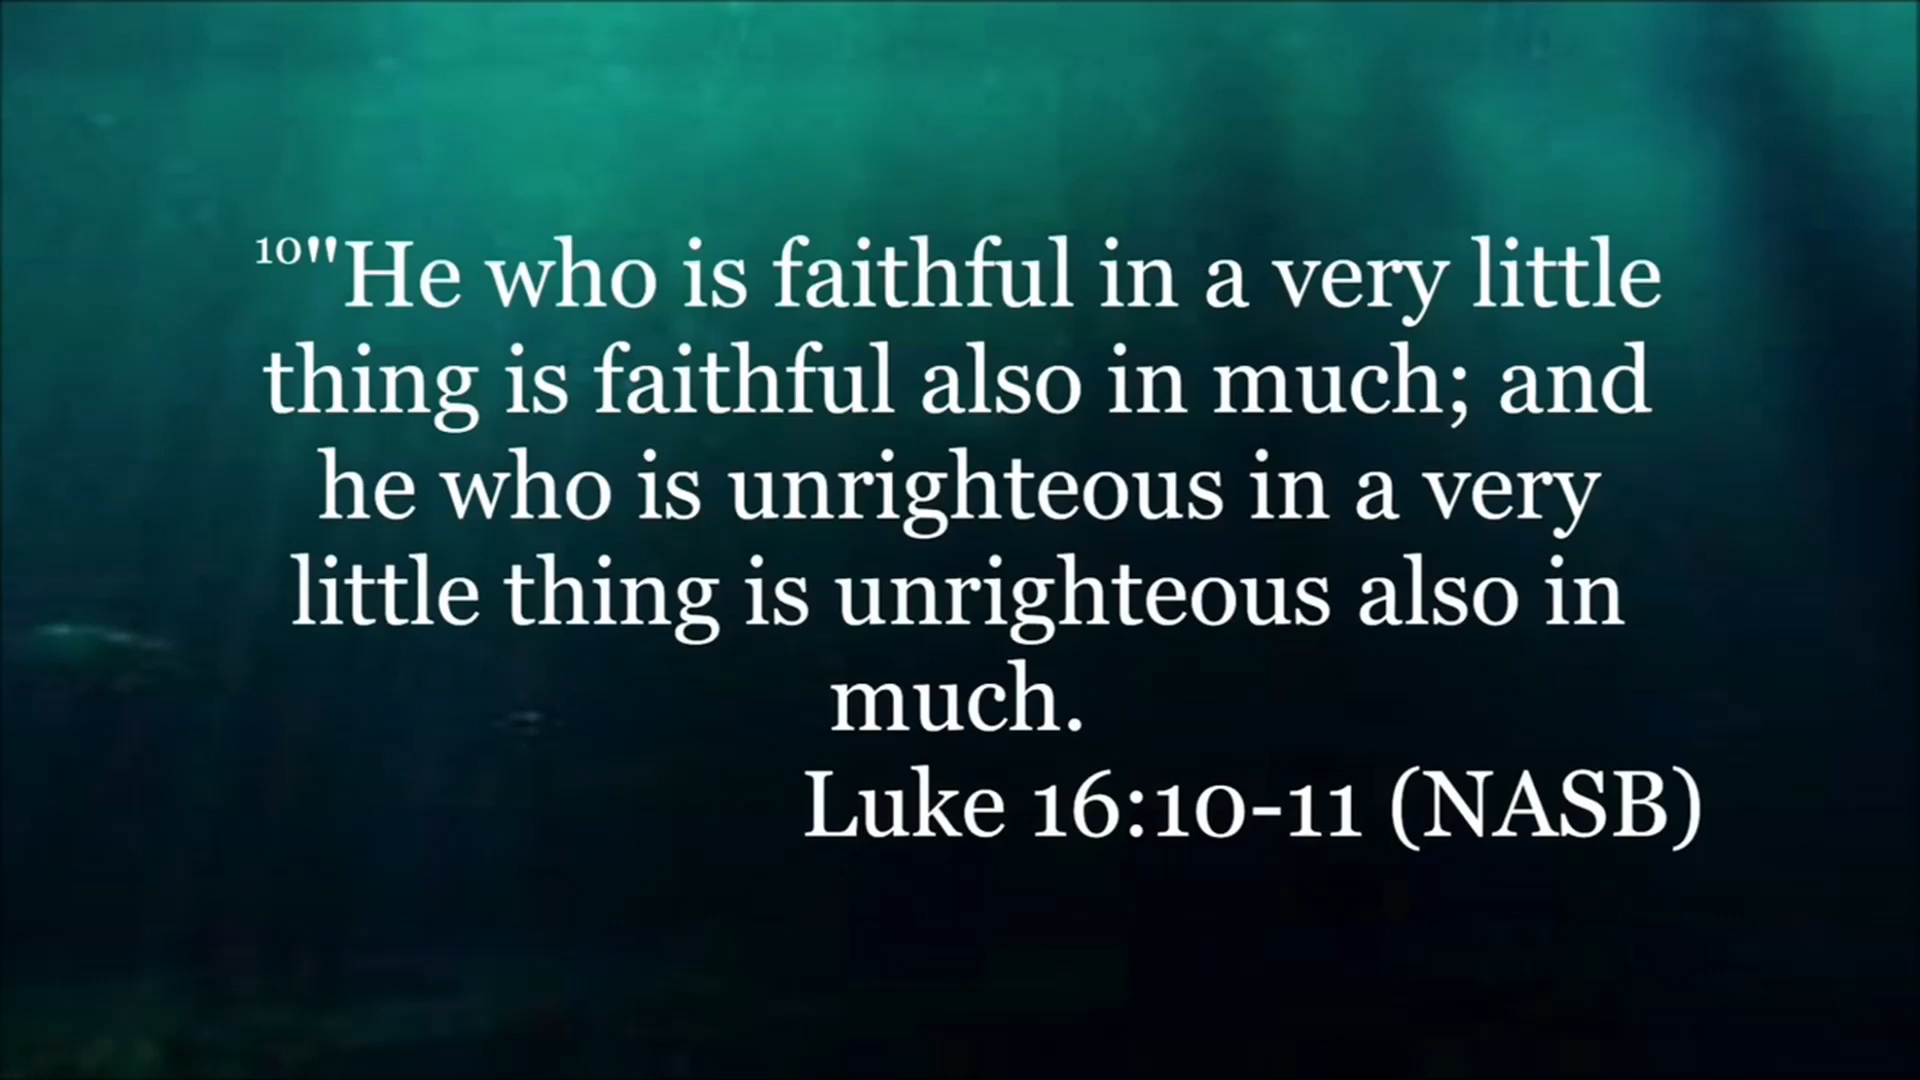 10"He who is faithful in a very little
thing is faithful also in much; and
he who is unrighteous in a very
little thing is unrighteous also in
much.
Luke 16:10-11 (NASB)